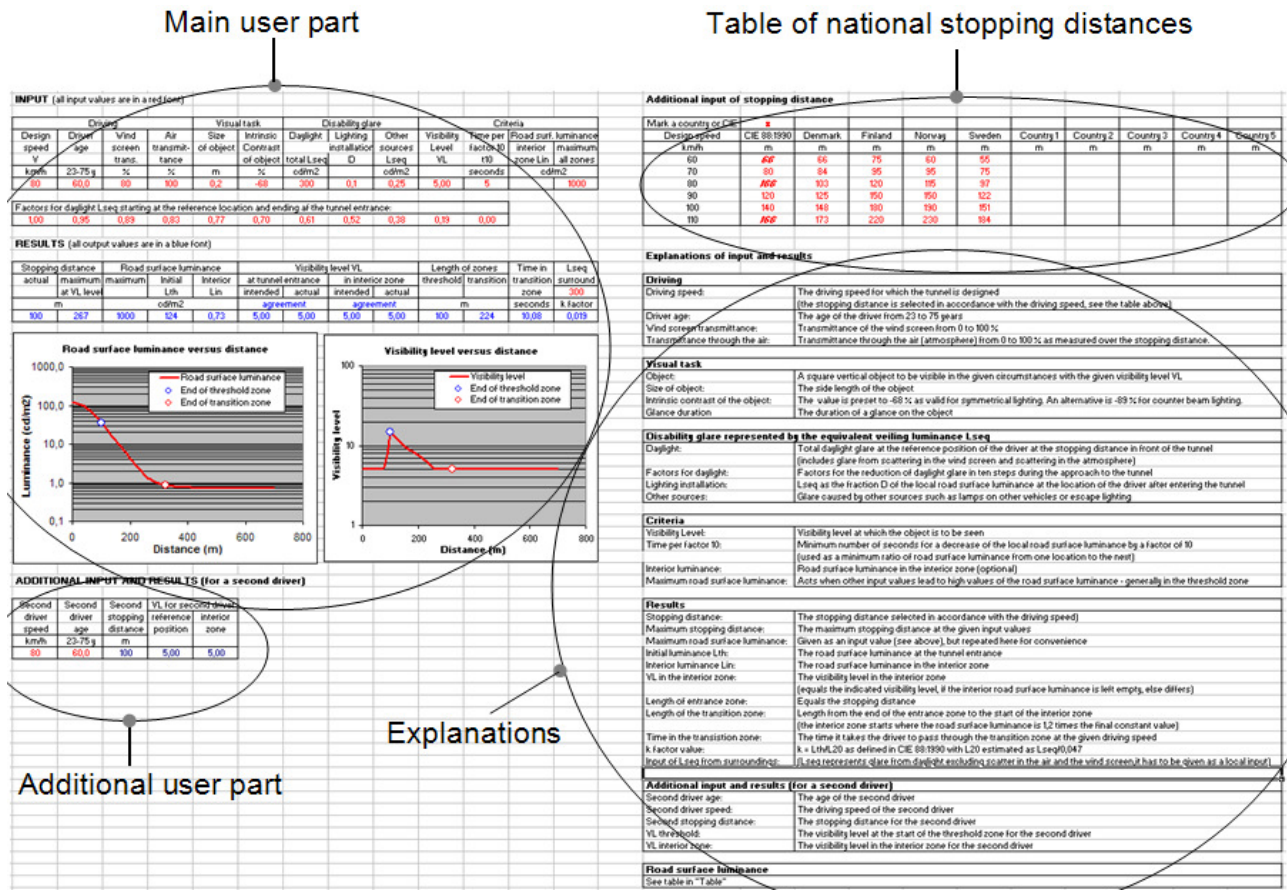 Main user part
Table of national stopping distances
INPUT (all input values are in a red font)
Driving Visual task Disability glare Criteria
Design Driver Wind Air Size Intrinsic Daylight Lighting Other Visibility Time per Road surf. luminance
speed age screen transmit- of object Contrast installation sources Level factor 10 interior maximum
V trans. tance of object total Lseq D Lseq VL t10 zone Lin all zones
km/h 23-75 g % % m % cd/m2 cd/m2 seconds cd/m2
80 60,0 80 100 0,2 -68 300 0,1 0,25 5,00 5 1000
Factors for daylight Lseq starting at the reference location and ending at the tunnel entrance:
1,00 0,95 0,89 0,83 0,77 0,70 0,61 0,52 0,38 0,19 0,00
RESULTS (all output values are in a blue font)
Stopping distance Road surface luminance Visibility level VL Length of zones Time in Lseq
actual maximum maximum Initial Interior at tunnel entrance in interior zone threshold transition transition surround
at VL level Lth Lin intended actual intended actual zone 300
m cd/m2 agreement agreement m seconds k factor
100 267 1000 124 0,73 5,00 5,00 5,00 5,00 100 224 10,08 0,019
Road surface luminance versus distance
Road surface luminance
End of threshold zone
End of transition zone
Luminance (cd/m2)
1000,0
100,0
10,0
1,0
0,1
0 200 400 600 800
Distance (m)
Visibility level versus distance
Visibility level
End of threshold zone
End of transition zone
Visibility level
100
10
1
0 200 400 600 800
Distance (m)
ADDITIONAL INPUT AND RESULTS (for a second driver)
Second Second Second VL for second driver
driver driver stopping reference interior
speed age distance position zone
km/h 23-75 g m
80 60,0 100 5,00 5,00
Additional user part
Explanations
Additional input of stopping distance
Mark a country or CIE x
Design speed CIE 88:1990 Denmark Finland Norway Sweden Country 1 Country 2 Country 3 Country 4 Country 5
km/h m m m m m m m m m m
60 66 66 75 60 55
70 80 84 95 95 75
80 166 103 120 115 97
90 120 125 150 150 122
100 140 148 180 190 151
110 166 173 220 230 184
Explanations of input and results
Driving
Driving speed: The driving speed for which the tunnel is designed
(the stopping distance is selected in accordance with the driving speed, see the table above)
Driver age: The age of the driver from 23 to 75 years
Wind screen transmittance: Transmittance of the wind screen from 0 to 100 %
Transmittance through the air: Transmittance through the air (atmosphere) from 0 to 100 % as measured over the stopping distance.
Visual task
Object: A square vertical object to be visible in the given circumstances with the given visibility level VL
Size of object: The side length of the object
Intrinsic contrast of the object: The value is preset to -68 % as valid for symmetrical lighting. An alternative is -89 % for counter beam lighting.
Glance duration The duration of a glance on the object
Disability glare represented by the equivalent veiling luminance Lseq
Daylight: Total daylight glare at the reference position of the driver at the stopping distance in front of the tunnel
(includes glare from scattering in the wind screen and scattering in the atmosphere)
Factors for daylight: Factors for the reduction of daylight glare in ten steps during the approach to the tunnel
Lighting installation: Lseq as the fraction D of the local road surface luminance at the location of the driver after entering the tunnel
Other sources: Glare caused by other sources such as lamps on other vehicles or escape lighting
Criteria
Visibility Level: Visibility level at which the object is to be seen
Time per factor 10: Minimum number of seconds for a decrease of the local road surface luminance by a factor of 10
(used as a minimum ratio of road surface luminance from one location to the nest)
Interior luminance: Road surface luminance in the interior zone (optional)
Maximum road surface luminance: Acts when other input values lead to high values of the road surface luminance - generally in the threshold zone
Results
Stopping distance: The stopping distance selected in accordance with the driving speed)
Maximum stopping distance: The maximum stopping distance at the given input values
Maximum road surface luminance: Given as an input value (see above), but repeated here for convenience
Initial luminance Lth: The road surface luminance at the tunnel entrance
Interior luminance Lin: The road surface luminance in the interior zone
VL in the interior zone: The visibility level in the interior zone
(equals the indicated visibility level, if the interior road surface luminance is left empty, else differs)
Length of entrance zone: Equals the stopping distance
Length of the transition zone: Length from the end of the entrance zone to the start of the interior zone
(the interior zone starts where the road surface luminance is 1,2 times the final constant value)
Time in the transistion zone: The time it takes the driver to pass through the transition zone at the given driving speed
k factor value: k = Lth/L20 as defined in CIE 88:1990 with L20 estimated as Lseq/0,047
Input of Lseq from surroundings: (Lseq represents glare from daylight excluding scatter in the air and the wind screen,it has to be given as a local input)
Additional input and results (for a second driver)
Second driver age: The age of the second driver
Second driver speed: The driving speed of the second driver
Second stopping distance: The stopping distance for the second driver
VL threshold: The visibility level at the start of the threshold zone for the second driver
VL interior zone: The visibility level in the interior zone for the second driver
Road surface luminance
See table in "Table"